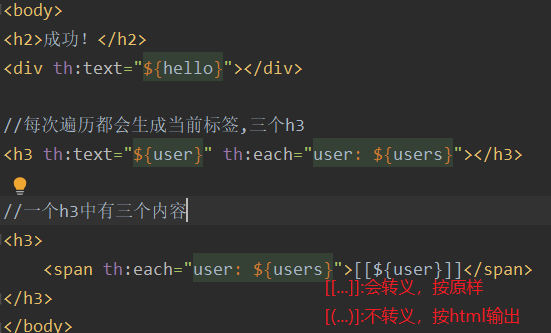 <body>
<h2>成功！</h2>
<div th:text="${hello}"></div>
//每次遍历都会生成当前标签,三个h3
<h3 th:text="${user}" th:each="user: ${users}"></h3>
//一个h3中有三个内容
<h3>
<span th:each="user: ${users}">[[${user}]]</span>
[[...]]:会转义，按原样
</h3>
[(...)]:不转义，按html输出
</body>